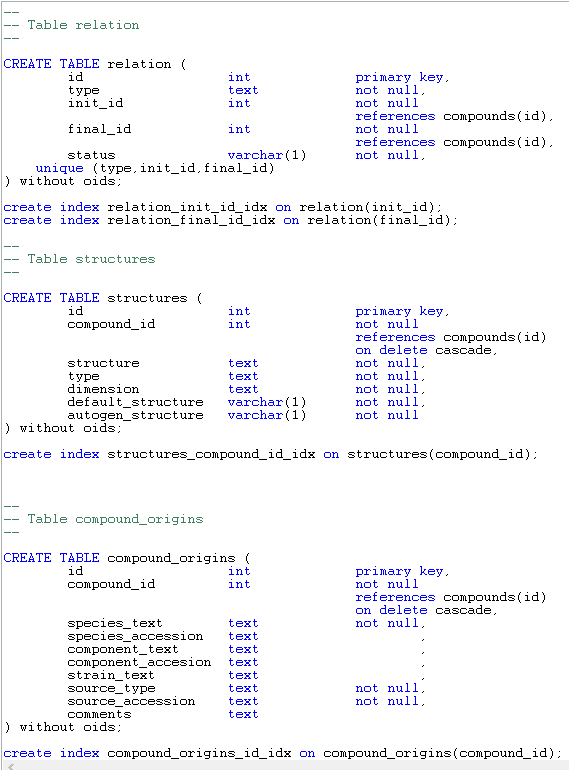 --
-- Table relation
--
CREATE TABLE relation (
id int primary key,
type text not null,
init_id int not null
references compounds(id),
final_id int not null
references compounds(id),
status varchar(1) not null,
unique (type,init_id,final_id)
) without oids;
create index relation_init_id_idx on relation(init_id);
create index relation_final_id_idx on relation(final_id);
--
-- Table structures
--
CREATE TABLE structures (
id int primary key,
compound_id int not null
references compounds(id)
on delete cascade,
structure text not null,
type text not null,
dimension text not null,
default_structure varchar(1) not null,
autogen_structure varchar(1) not null
) without oids;
create index structures_compound_id_idx on structures(compound_id);
--
-- Table compound_origins
--
CREATE TABLE compound_origins (
id int primary key,
compound_id int not null
references compounds(id)
on delete cascade,
species_text text not null,
species_accession text ,
component_text text ,
component_accesion text ,
strain_text text ,
source_type text not null,
source_accession text not null,
comments text
) without oids;
create index compound_origins_id_idx on compound_origins(compound_id);